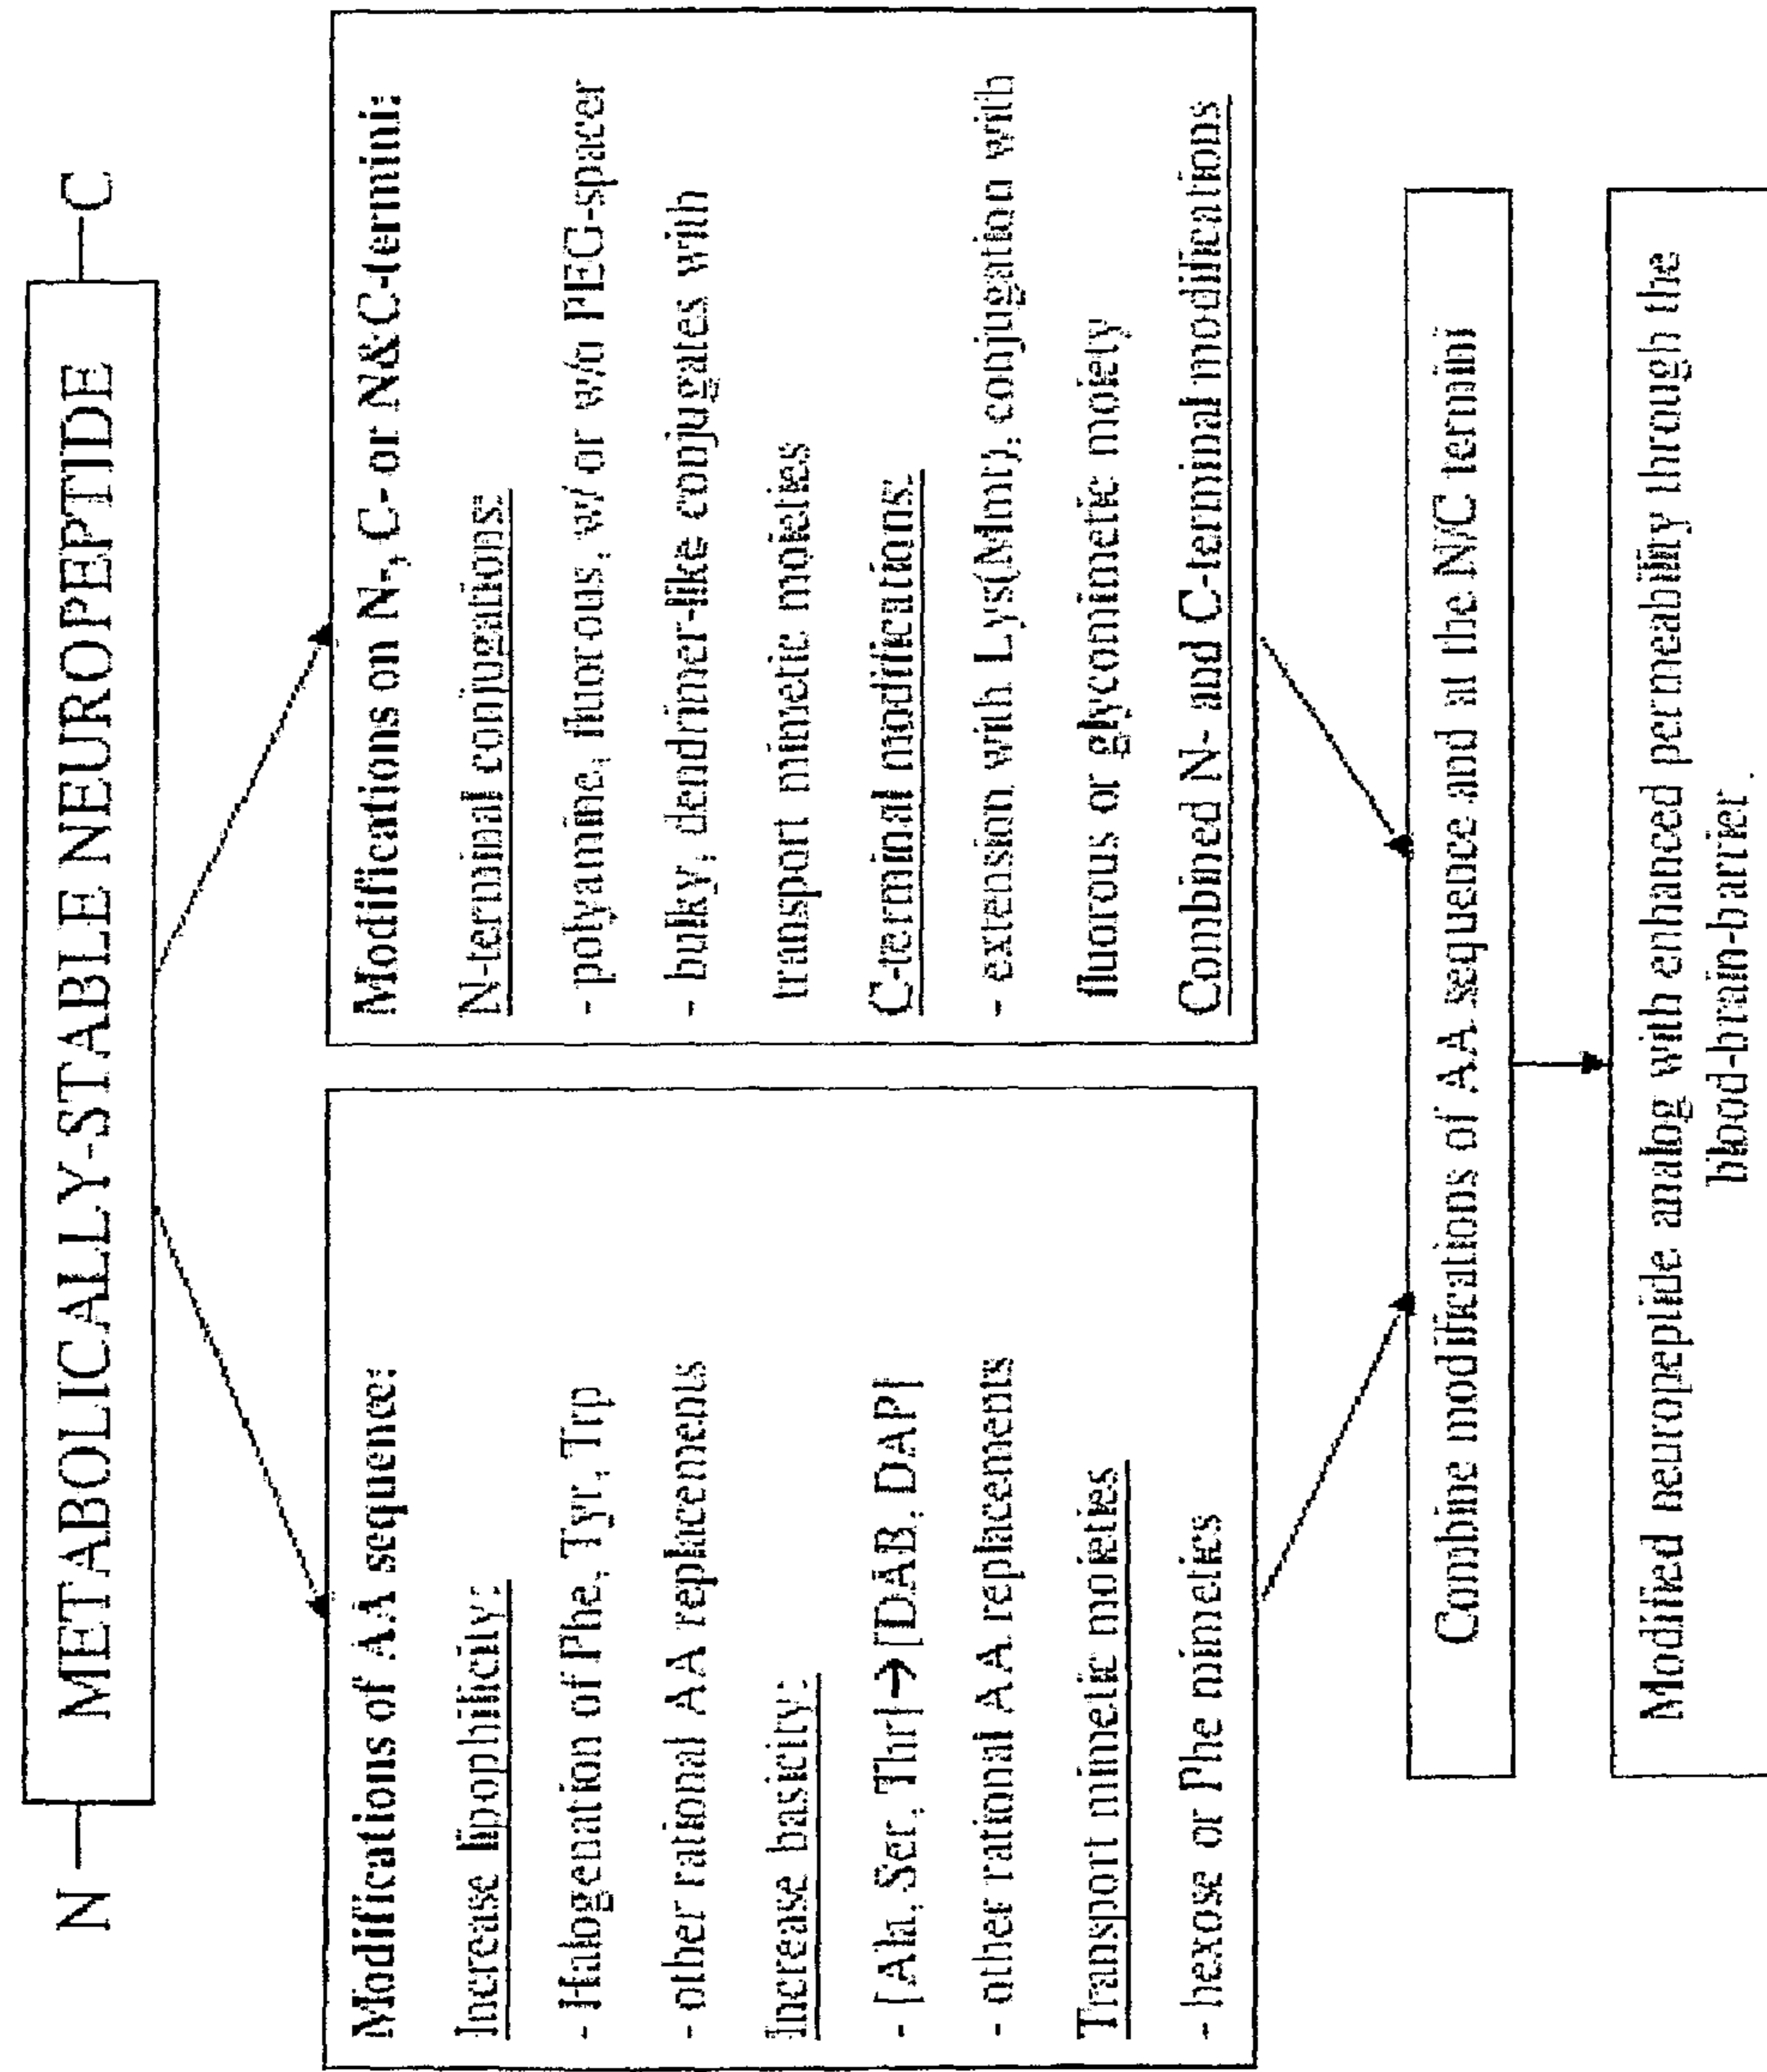 N
METABOLICALLY-STABLE NEUROPEPTIDE
C
Modifications of AA sequence:
Increase lipophilicity:
- Halogenation of Phe, Tyr, Trp
- other rational AA replacements
Increase basicity:
- [Ala, Ser, Thr]→[DAB, DAP]
- other rational AA replacements
Transport mimetic moieties
- hexose or Phe mimetics
Modifications on N-, C- or N&C-termini:
N-terminal conjugations:
- polyamine, fluorous, w/ or w/o PEG-spacer
- bulky, dendrimer-like conjugates with
transport mimetic moieties
C-terminal modifications:
- extension with Lys(Mmt), conjugation with
fluorous or glycomimetic moiety
Combined N- and C-terminal modifications
Combine modifications of AA sequence and at the N/C termini
Modified neuropeptide analog with enhanced permeability through the
blood-brain-barrier.